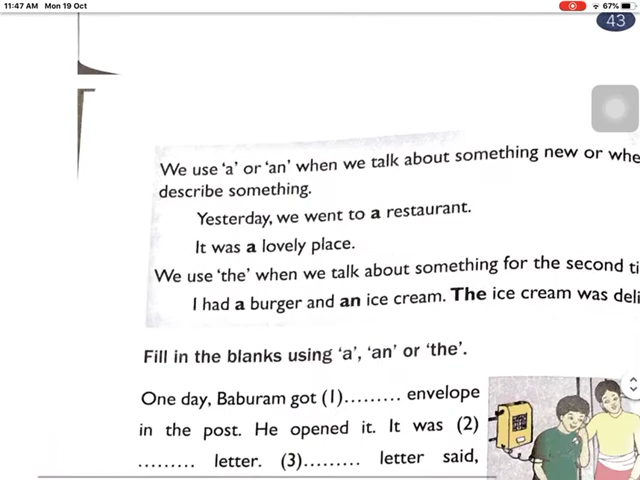 11:47 AM Mon 19 Oct
67%
43
We use ‘a’ or ‘an’ when we talk about something new or whe
describe something.
Yesterday, we went to a restaurant.
It was a lovely place.
We use ‘the’ when we talk about something for the second ti
I had a burger and an ice cream. The ice cream was deli
Fill in the blanks using ‘a’, ‘an’ or ‘the’.
One day, Baburam got (1)......... envelope
in the post. He opened it. It was (2)
......... letter. (3)......... letter said,